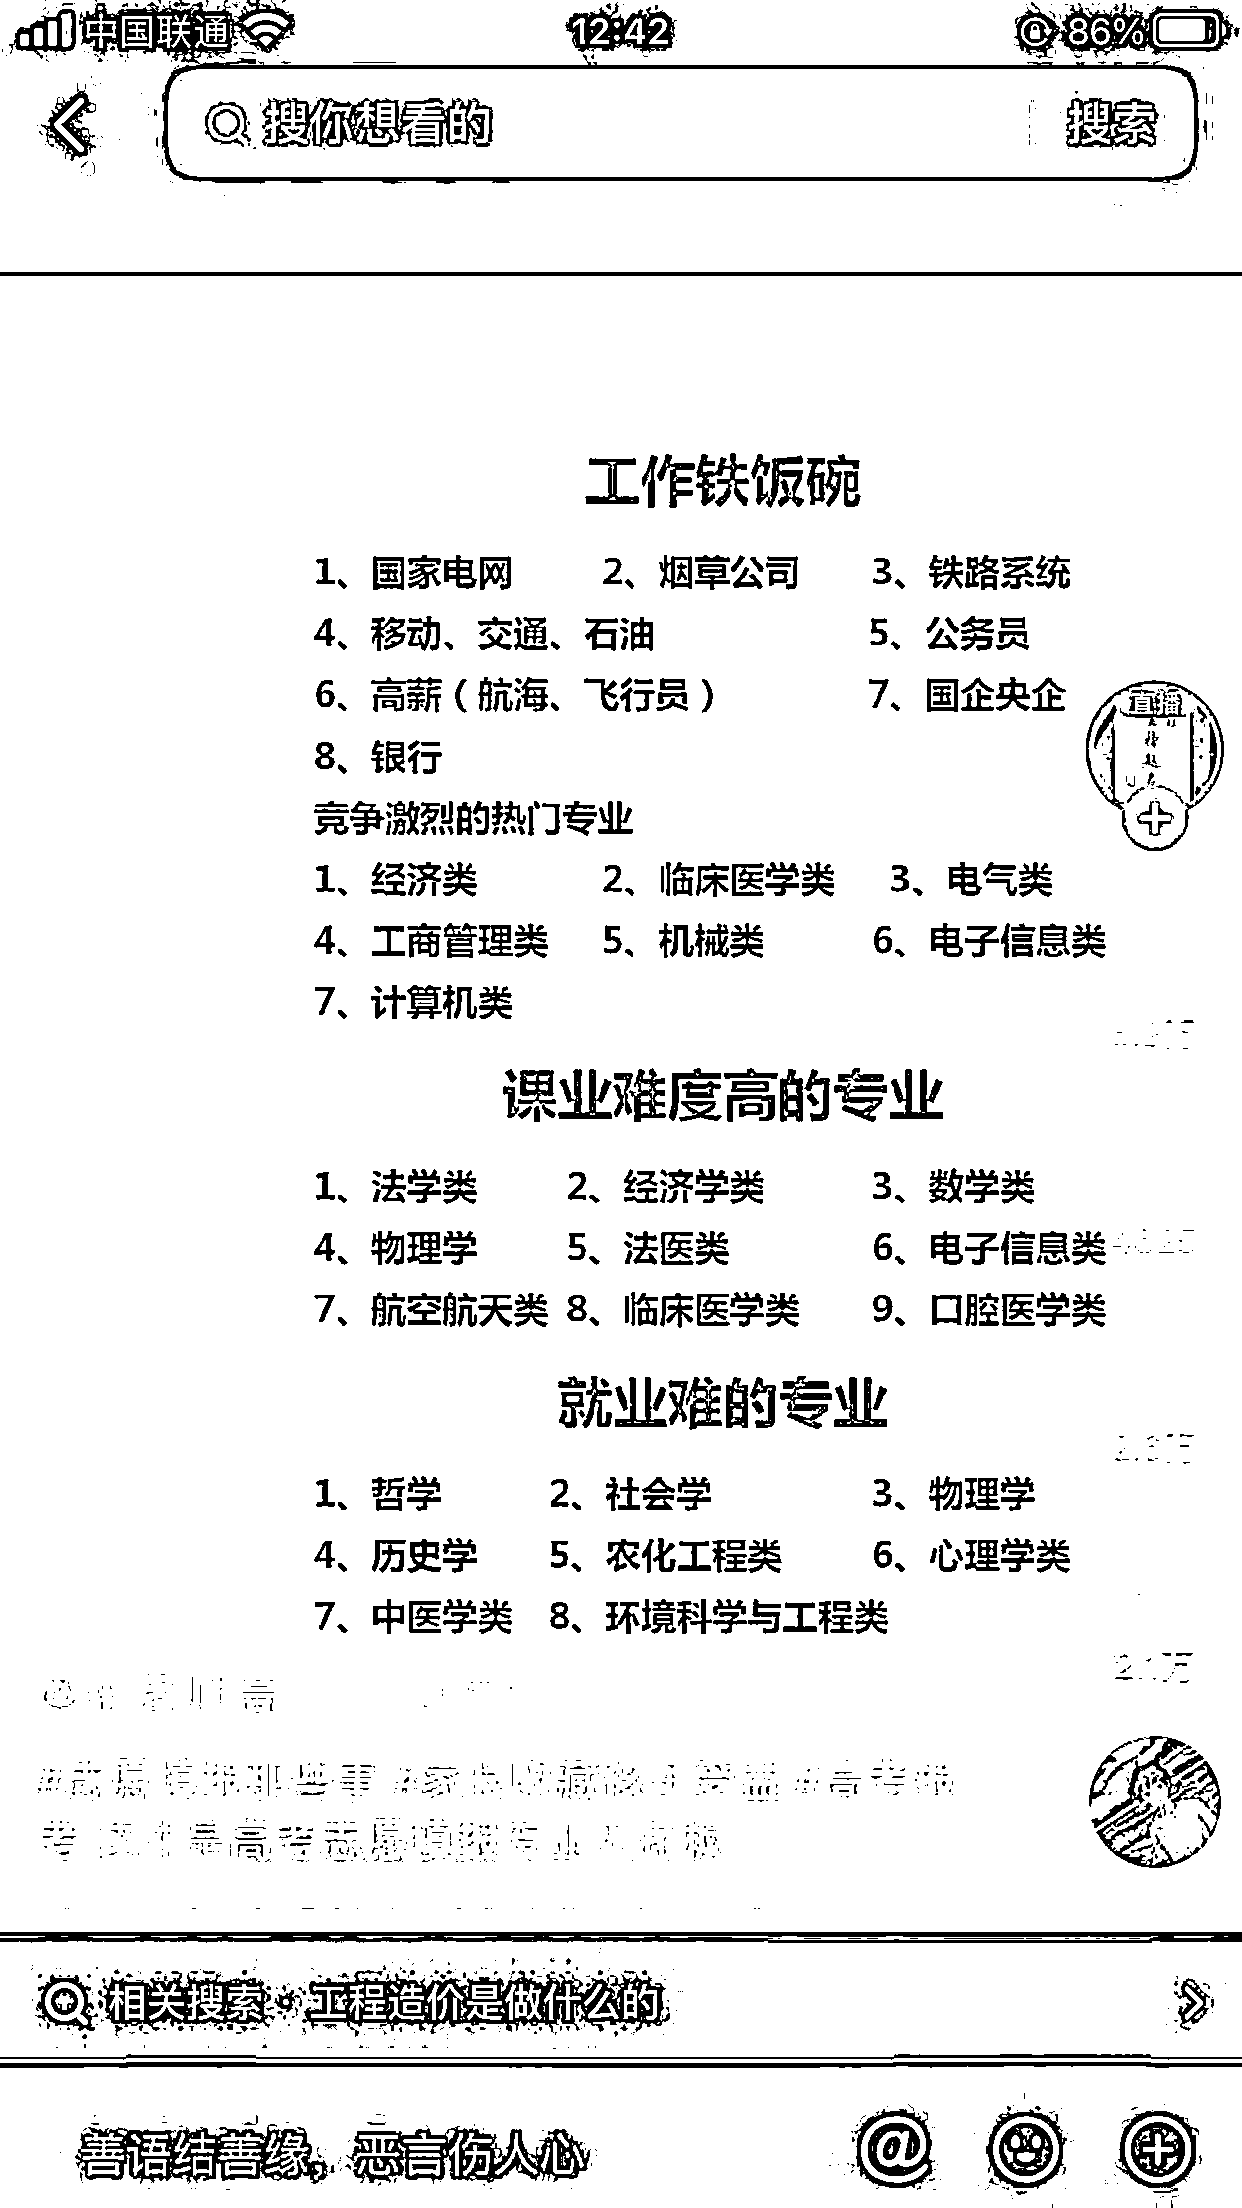 中国联通 12:42 86%
搜你想看的 搜索
工作铁饭碗
1、国家电网 2、烟草公司 3、铁路系统
4、移动、交通、石油 5、公务员
6、高薪（航海、飞行员） 7、国企央企
直播
8、银行
竞争激烈的热门专业
1、经济类 2、临床医学类 3、电气类
4、工商管理类 5、机械类 6、电子信息类
7、计算机类
课业难度高的专业
1、法学类 2、经济学类 3、数学类
4、物理学 5、法医类 6、电子信息类
7、航空航天类 8、临床医学类 9、口腔医学类
就业难的专业
1、哲学 2、社会学 3、物理学
4、历史学 5、农化工程类 6、心理学类
7、中医学类 8、环境科学与工程类
相关搜索 · 工程造价是做什么的
善语结善缘，恶言伤人心